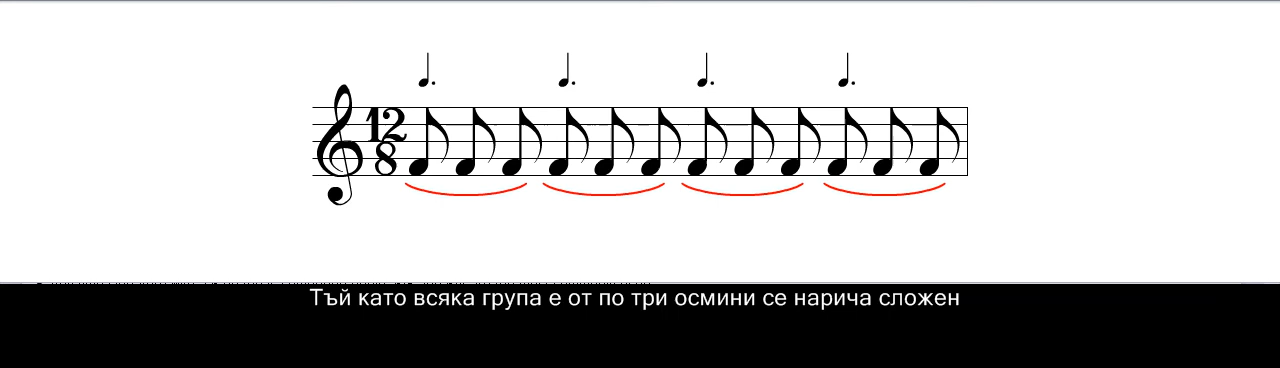 12
8
Тъй като всяка група е от по три осмини се нарича сложен